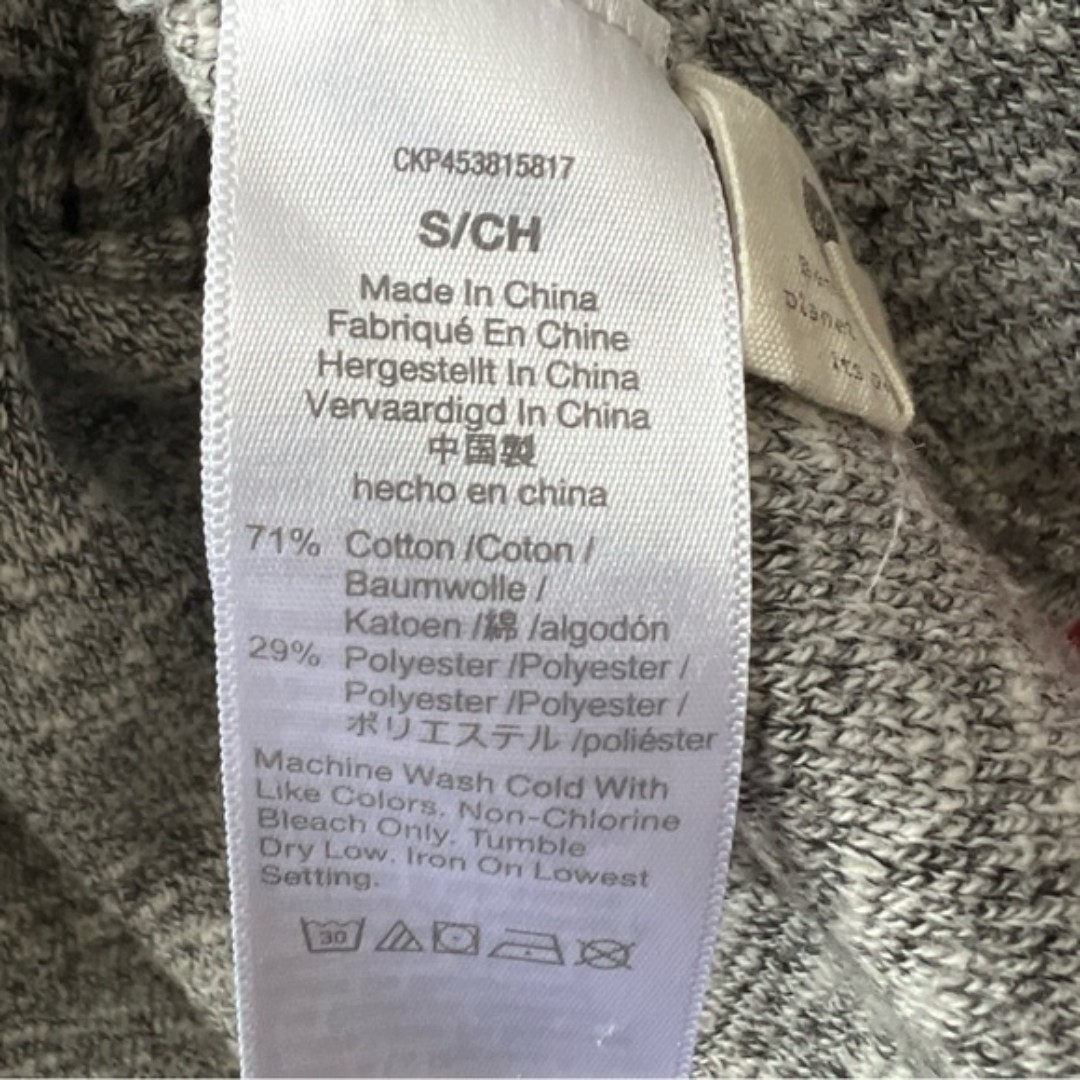 CKP453815817
S/CH
Made In China
Fabriqué En Chine
Hergestellt In China
Vervaardigd In China
中国製
hecho en china
71% Cotton /Coton /
Baumwolle /
Katoen /綿 /algodón
29% Polyester /Polyester /
Polyester /Polyester /
ポリエステル /poliéster
Machine Wash Cold With
Like Colors. Non-Chlorine
Bleach Only. Tumble
Dry Low. Iron On Lowest
Setting.
30
planet
its